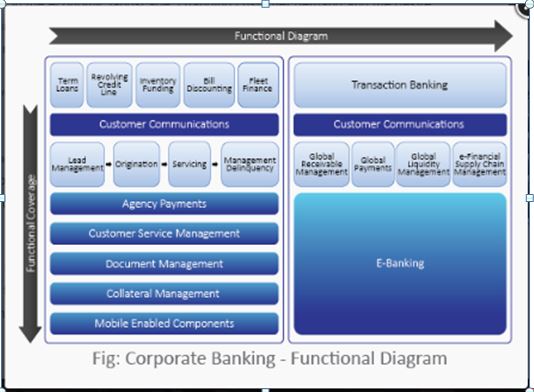 Functional Diagram
Functional Coverage
Term
Loans
Revolving
Credit
Line
Inventory
Funding
Bill
Discounting
Fleet
Finance
Customer Communications
Lead
Management
Origination
Servicing
Management
Delinquency
Agency Payments
Customer Service Management
Document Management
Collateral Management
Mobile Enabled Components
Transaction Banking
Customer Communications
Global
Receivable
Management
Global
Payments
Global
Liquidity
Management
e-Financial
Supply Chain
Management
E-Banking
Fig: Corporate Banking - Functional Diagram